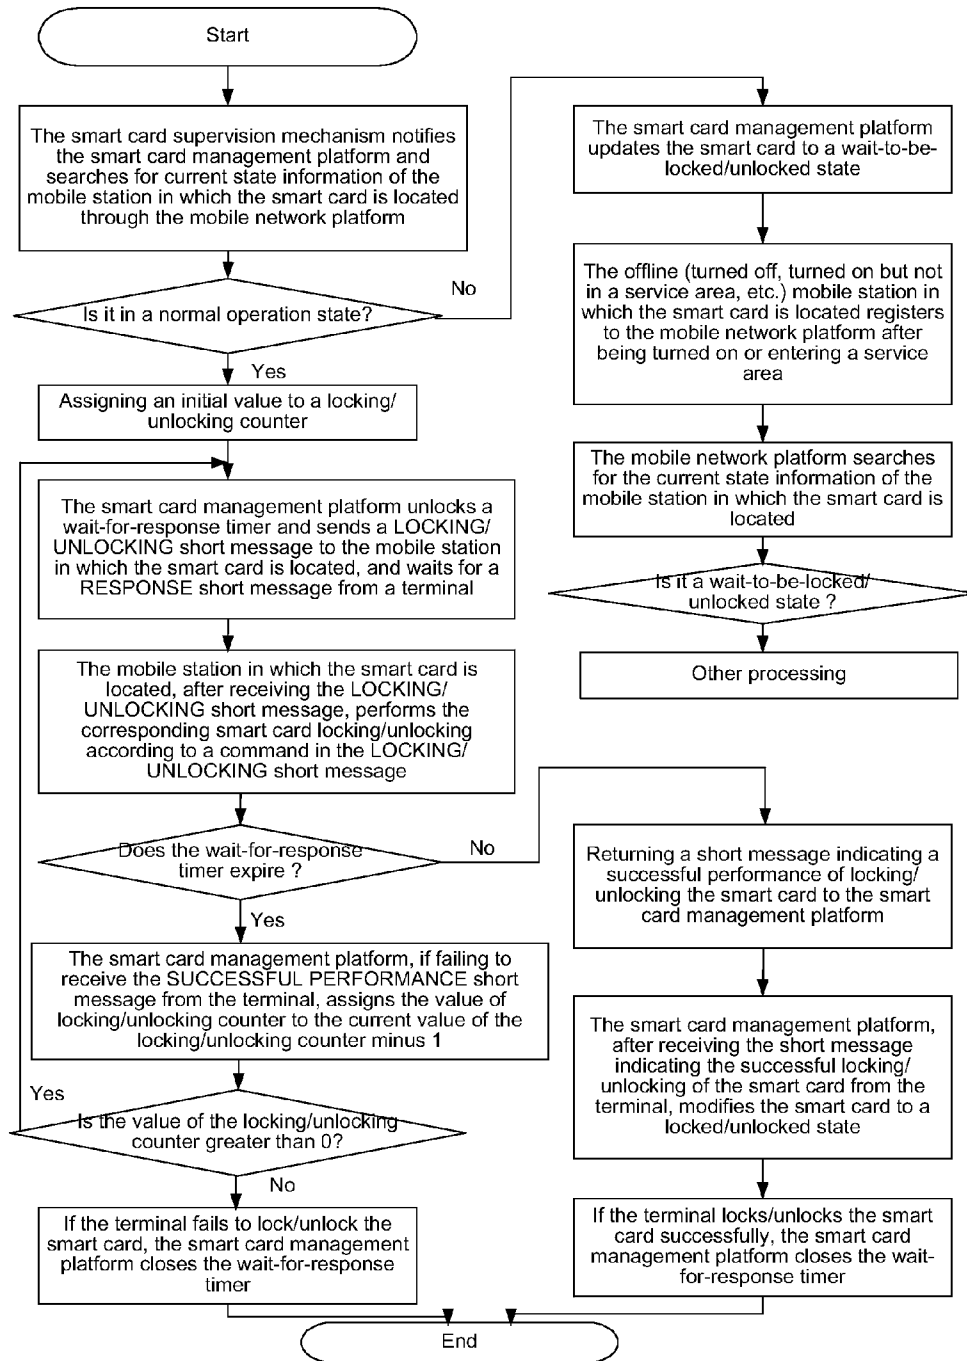 Start
The smart card supervision mechanism notifies
the smart card management platform and
searches for current state information of the
mobile station in which the smart card is located
through the mobile network platform
Is it in a normal operation state?
No
Yes
Assigning an initial value to a locking/
unlocking counter
The smart card management platform unlocks a
wait-for-response timer and sends a LOCKING/
UNLOCKING short message to the mobile station
in which the smart card is located, and waits for a
RESPONSE short message from a terminal
The mobile station in which the smart card is
located, after receiving the LOCKING/
UNLOCKING short message, performs the
corresponding smart card locking/unlocking
according to a command in the LOCKING/
UNLOCKING short message
Does the wait-for-response
timer expire ?
No
Yes
The smart card management platform, if failing to
receive the SUCCESSFUL PERFORMANCE short
message from the terminal, assigns the value of
locking/unlocking counter to the current value of the
locking/unlocking counter minus 1
Yes
Is the value of the locking/unlocking
counter greater than 0?
No
If the terminal fails to lock/unlock the
smart card, the smart card management
platform closes the wait-for-response
timer
The smart card management platform
updates the smart card to a wait-to-be-
locked/unlocked state
The offline (turned off, turned on but not
in a service area, etc.) mobile station in
which the smart card is located registers
to the mobile network platform after
being turned on or entering a service
area
The mobile network platform searches
for the current state information of the
mobile station in which the smart card is
located
Is it a wait-to-be-locked/
unlocked state ?
Other processing
Returning a short message indicating a
successful performance of locking/
unlocking the smart card to the smart
card management platform
The smart card management platform,
after receiving the short message
indicating the successful locking/
unlocking of the smart card from the
terminal, modifies the smart card to a
locked/unlocked state
If the terminal locks/unlocks the smart
card successfully, the smart card
management platform closes the wait-
for-response timer
End